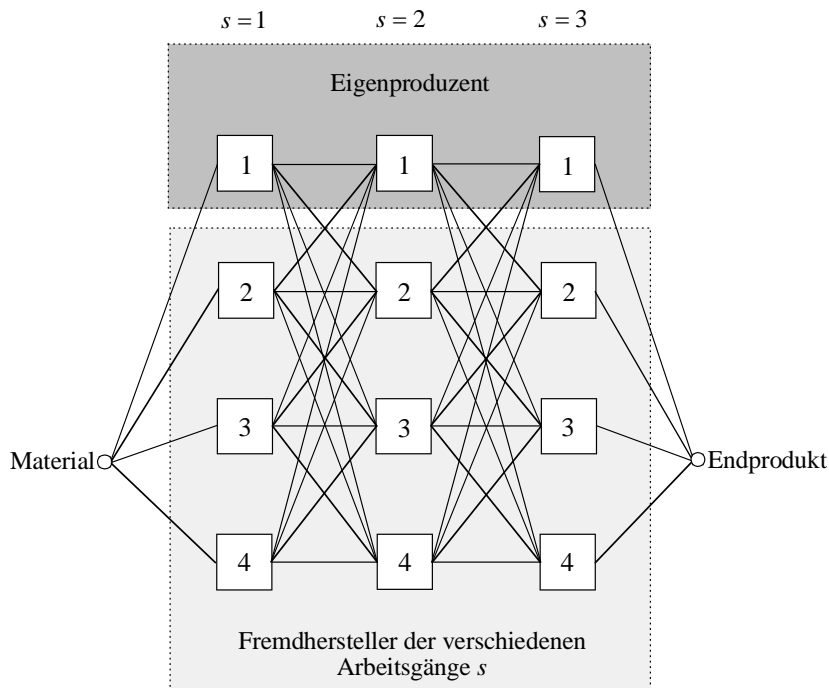 s = 1 s = 2 s = 3
Eigenproduzent
1 1 1
2 2 2
3 3 3
Material Endprodukt
4 4 4
Fremdhersteller der verschiedenen
Arbeitsgänge s